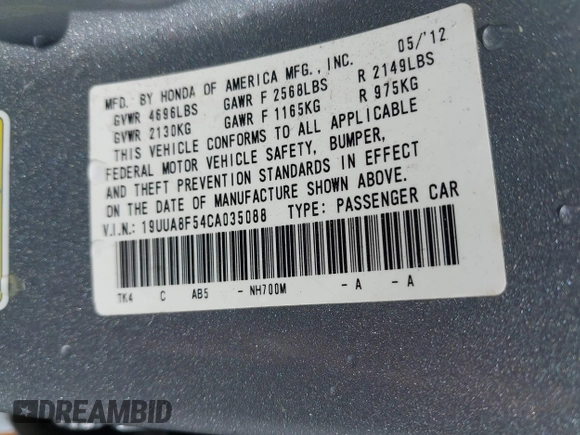 MFD. BY HONDA OF AMERICA MFG., INC. 05/'12
GVWR 4696LBS GAWR F 2568LBS R 2149LBS
GVWR 2130KG GAWR F 1165KG R 975KG
THIS VEHICLE CONFORMS TO ALL APPLICABLE
FEDERAL MOTOR VEHICLE SAFETY, BUMPER,
AND THEFT PREVENTION STANDARDS IN EFFECT
ON THE DATE OF MANUFACTURE SHOWN ABOVE.
V.I.N.: 19UUA8F54CA035088 TYPE: PASSENGER CAR
TK4 C AB5 - NH700M - A - A
DREAMBID